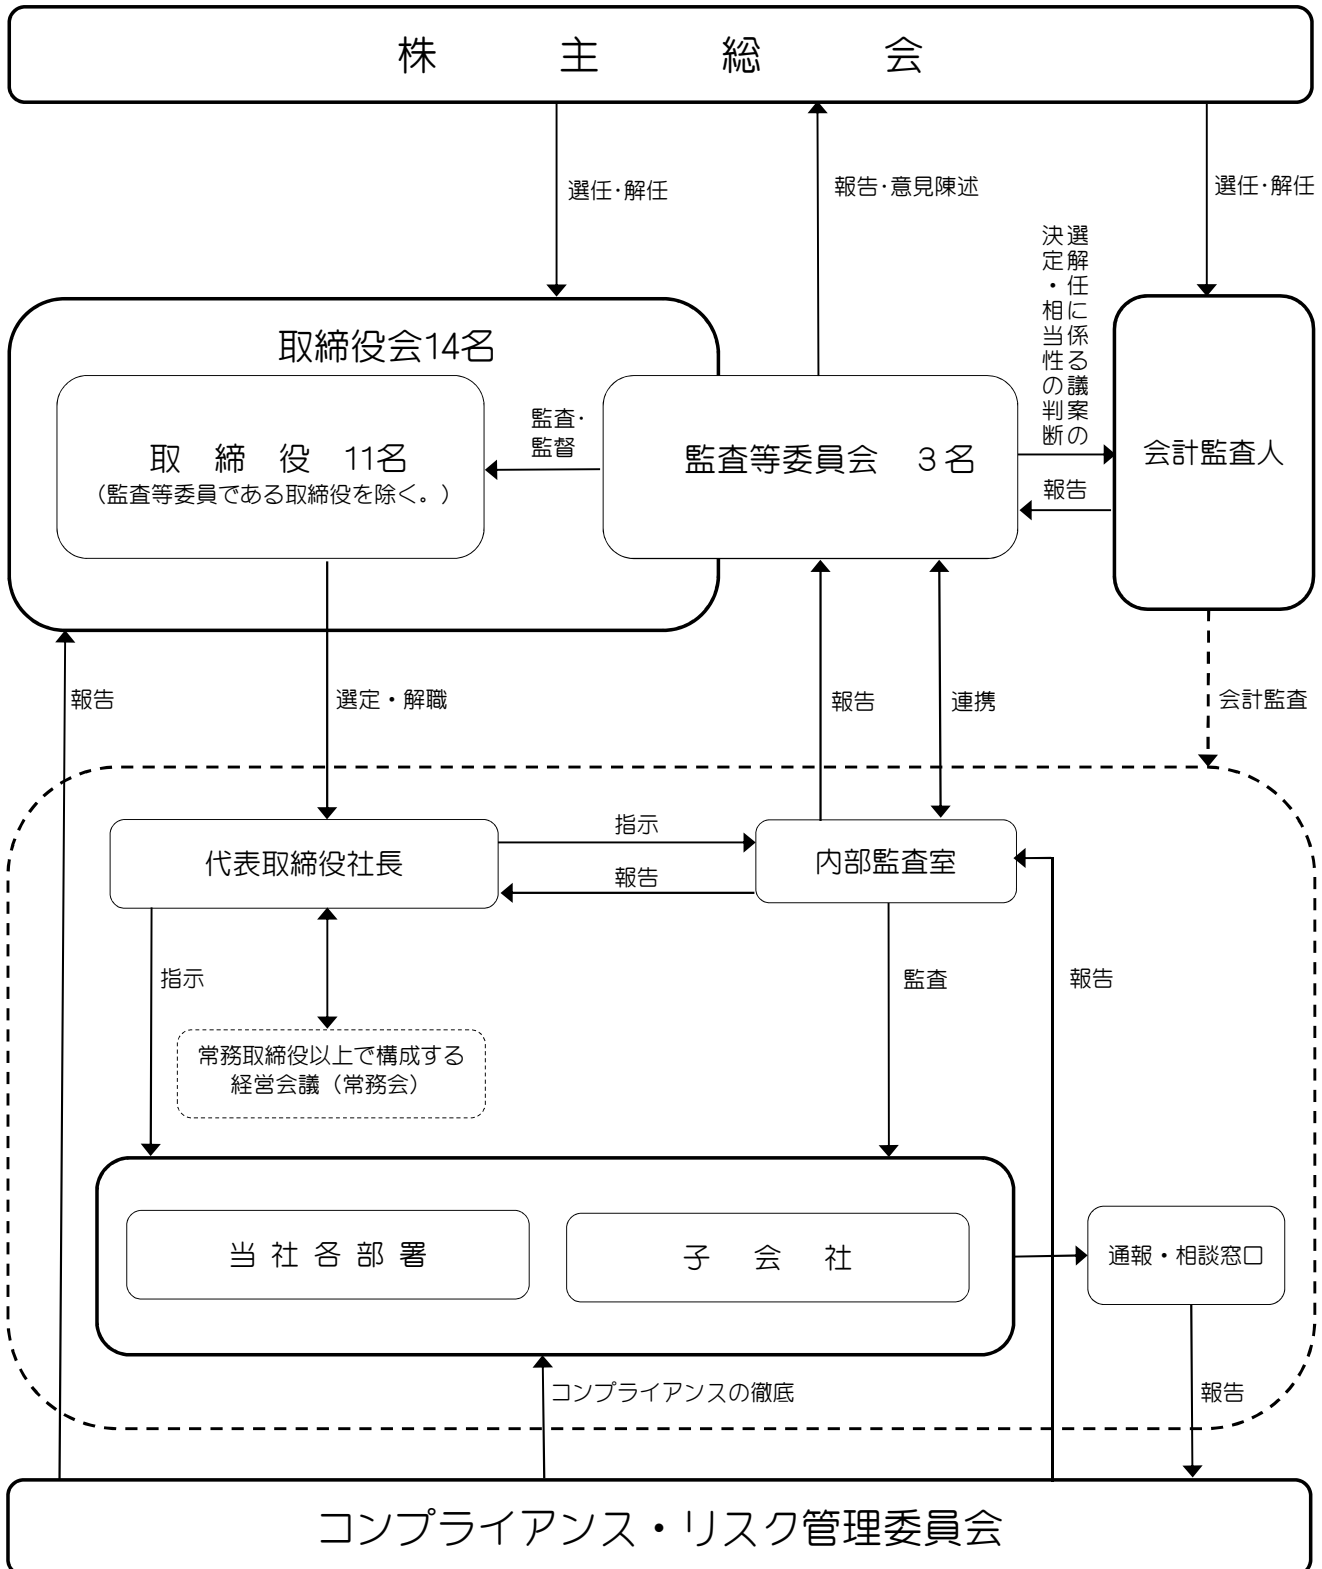 株主総会
選任・解任
報告・意見陳述
選任・解任
選解任に係る議案の
決定・相当性の判断
取締役会14名
取締役 11名
(監査等委員である取締役を除く。)
監査・
監督
監査等委員会 3名
会計監査人
報告
報告
選定・解職
報告
連携
会計監査
代表取締役社長
指示
報告
内部監査室
指示
監査
報告
常務取締役以上で構成する
経営会議(常務会)
当社各部署
子会社
通報・相談窓口
コンプライアンスの徹底
報告
コンプライアンス・リスク管理委員会